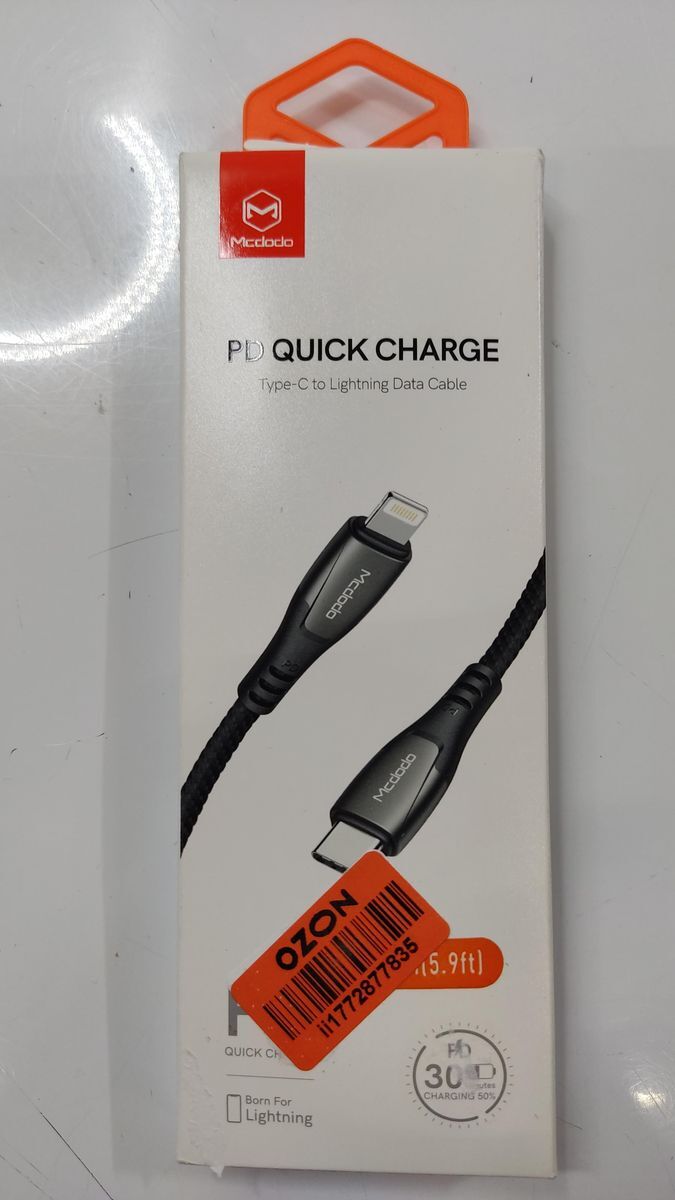 Mcdodo
PD QUICK CHARGE
Type-C to Lightning Data Cable
Mcdodo
PD
Mcdodo
OZON
ii1772877835
(5.9ft)
QUICK
PD
30
CHARGING 50%
Born For
Lightning